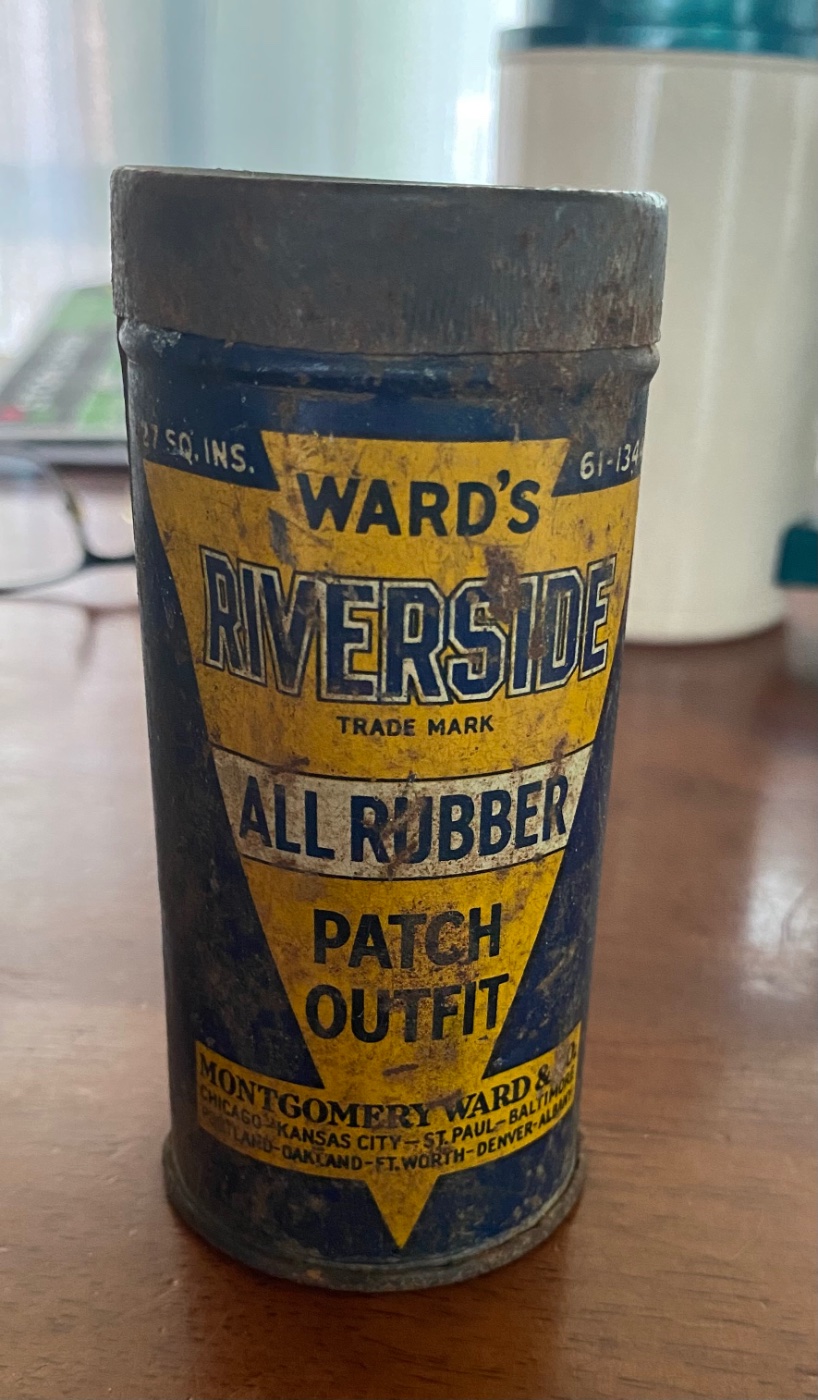 27 SQ. INS.
61-134
WARD'S
RIVERSIDE
TRADE MARK
ALL RUBBER
PATCH
OUTFIT
MONTGOMERY WARD & CO.
CHICAGO-KANSAS CITY-ST. PAUL-BALTIMORE
PORTLAND-OAKLAND-FT. WORTH-DENVER-ALBANY